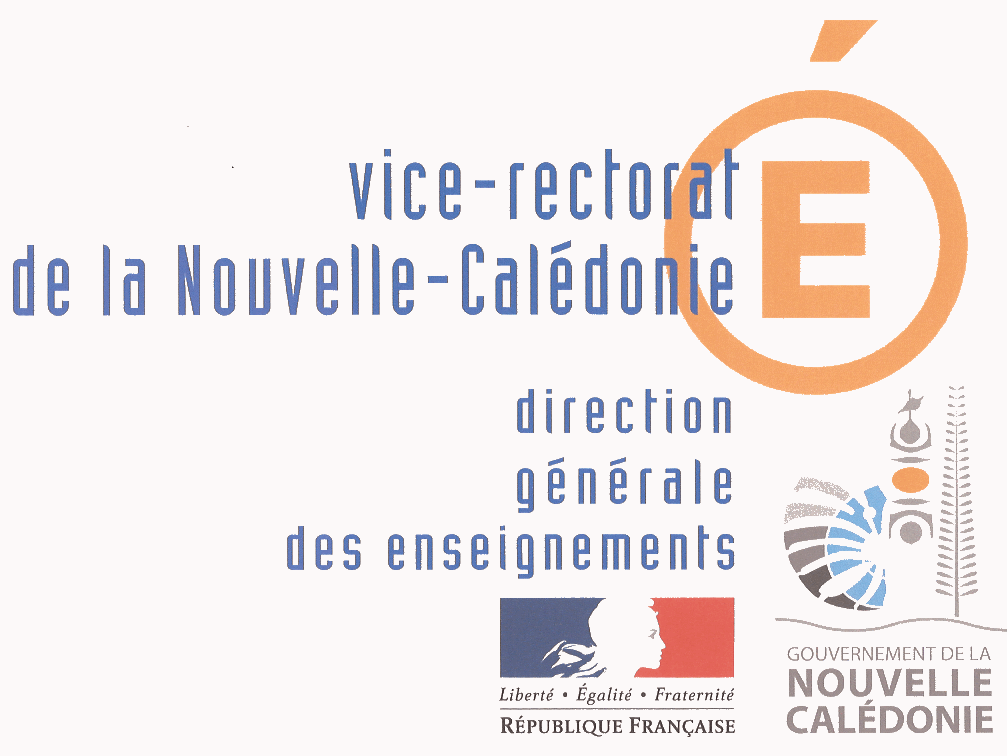 É
vice-rectorat
de la Nouvelle-Calédonie
direction
générale
des enseignements
Liberté • Égalité • Fraternité
RÉPUBLIQUE FRANÇAISE
GOUVERNEMENT DE LA
NOUVELLE
CALÉDONIE